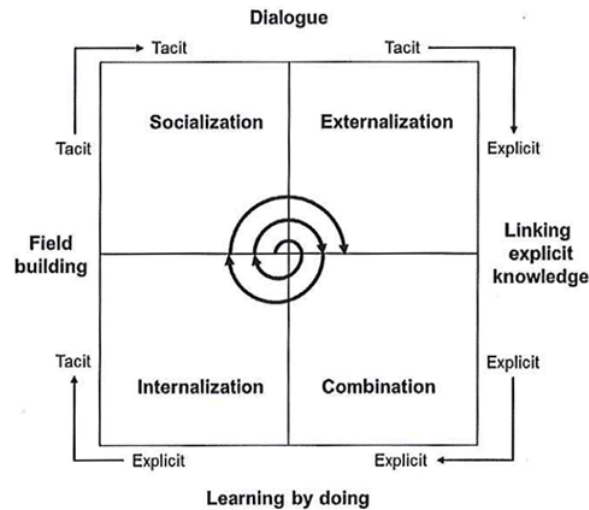 Dialogue
Tacit
Tacit
Socialization
Externalization
Tacit
Explicit
Field
building
Linking
explicit
knowledge
Tacit
Explicit
Internalization
Combination
Explicit
Explicit
Learning by doing